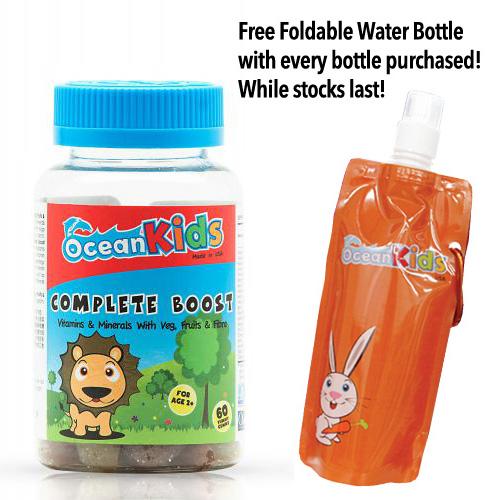 Free Foldable Water Bottle
with every bottle purchased!
While stocks last!
OceanKids
Made in USA
COMPLETE BOOST
Vitamins & Minerals With Veg, Fruits & Fibre
FOR
AGE 2+
60
OceanKids